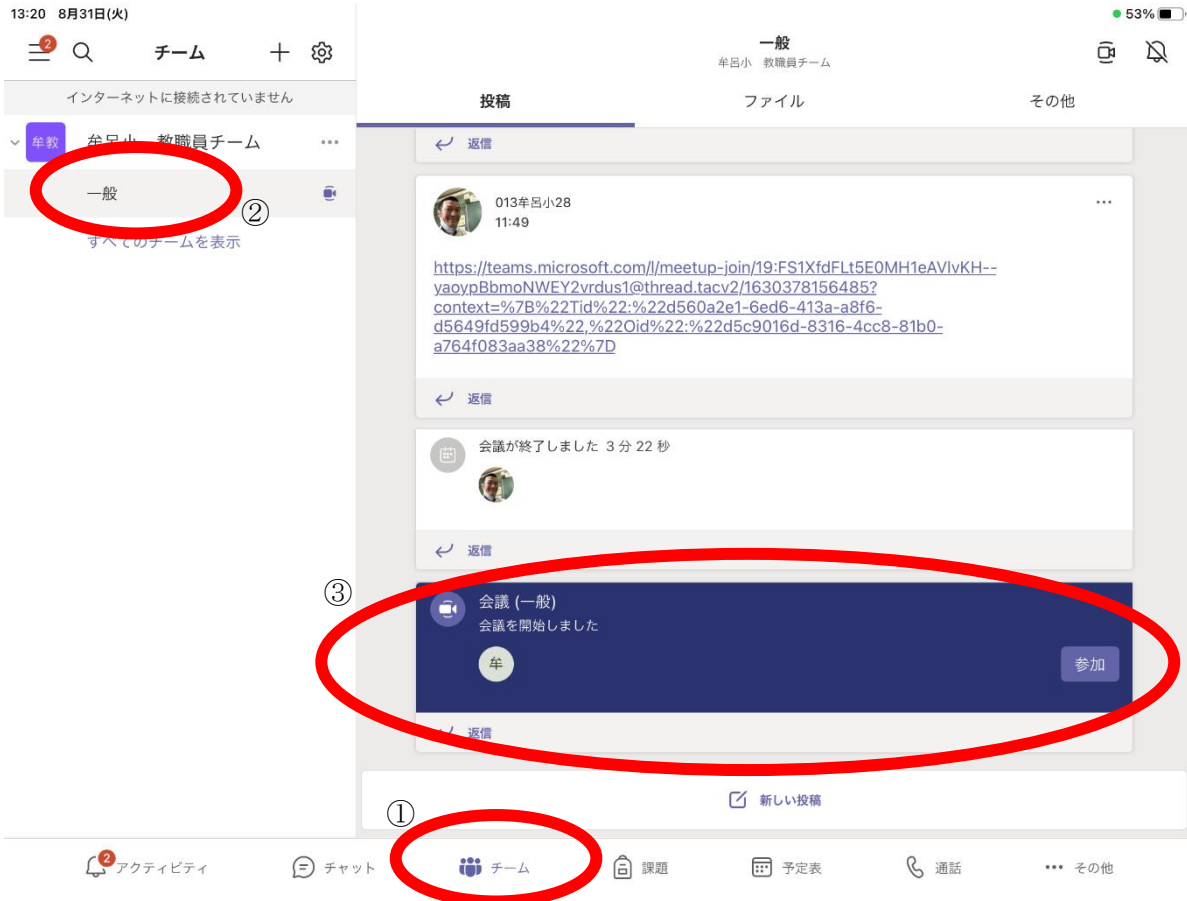 13:20 8月31日(火)
53%
2
チーム
インターネットに接続されていません
牟教
牟呂小 教職員チーム
...
一般
②
すべてのチームを表示
一般
牟呂小 教職員チーム
投稿
ファイル
その他
返信
013牟呂小28
...
11:49
https://teams.microsoft.com/l/meetup-join/19:FS1XfdFLt5E0MH1eAVlvKH--
yaoypBbmoNWEY2vrdus1@thread.tacv2/1630378156485?
context=%7B%22Tid%22:%22d560a2e1-6ed6-413a-a8f6-
d5649fd599b4%22,%22Oid%22:%22d5c9016d-8316-4cc8-81b0-
a764f083aa38%22%7D
返信
会議が終了しました 3 分 22 秒
返信
③
会議 (一般)
会議を開始しました
牟
参加
返信
新しい投稿
①
2
アクティビティ
チャット
チーム
課題
予定表
通話
その他